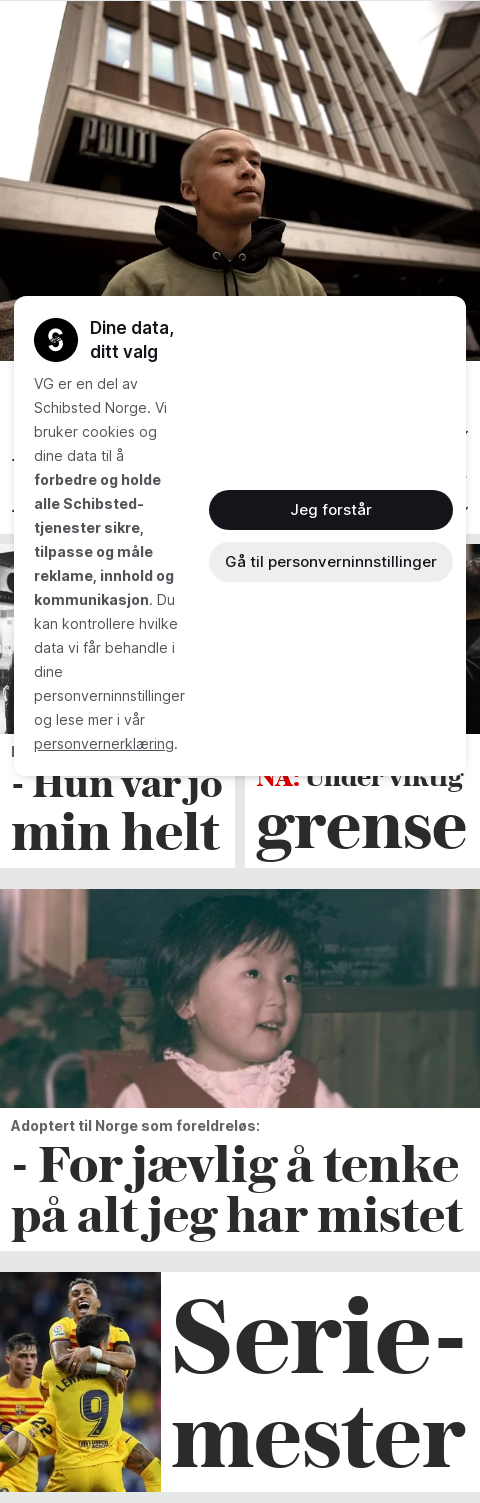 POLITI
Dine data,
ditt valg
VG er en del av
Schibsted Norge. Vi
bruker cookies og
dine data til å
forbedre og holde
alle Schibsted-
tjenester sikre,
tilpasse og måle
reklame, innhold og
kommunikasjon. Du
kan kontrollere hvilke
data vi får behandle i
dine
personverninnstillinger
og lese mer i vår
personvernerklæring.
Jeg forstår
Gå til personverninnstillinger
- Hun var jo
min helt
NÅ: Under viktig
grense
Adoptert til Norge som foreldreløs:
- For jævlig å tenke
på alt jeg har mistet
9
22
Serie-
mester